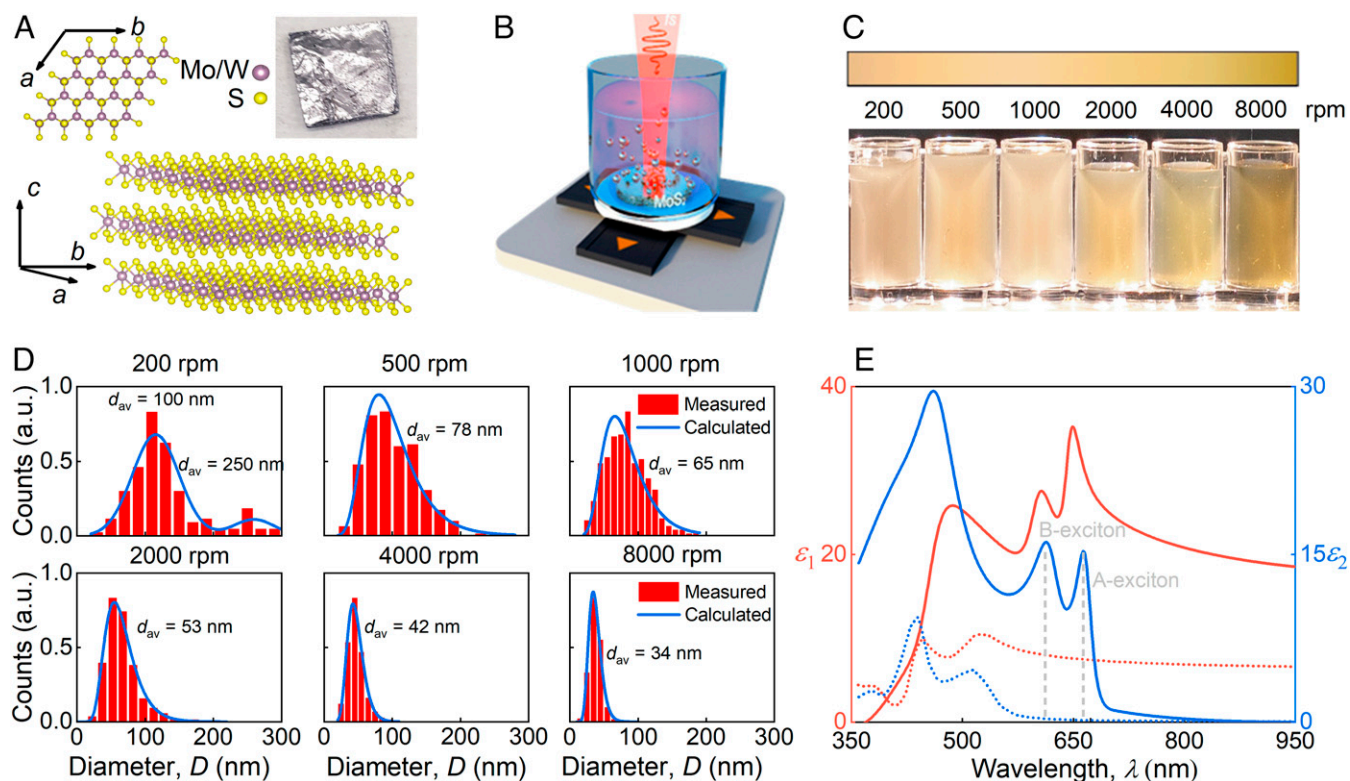 A
b
a
Mo/W
S
c
b
a
B
fs
MoS₂
C
200 500 1000 2000 4000 8000 rpm
D
200 rpm 500 rpm 1000 rpm
Counts (a.u.)
1.0
0.5
0.0
d_av = 100 nm
d_av = 250 nm
d_av = 78 nm
Measured
Calculated
d_av = 65 nm
2000 rpm 4000 rpm 8000 rpm
Counts (a.u.)
1.0
0.5
0.0
d_av = 53 nm
d_av = 42 nm
Measured
Calculated
d_av = 34 nm
0 100 200 300 0 100 200 300 0 100 200 300
Diameter, D (nm) Diameter, D (nm) Diameter, D (nm)
E
40 30
B-exciton
ε₁ 20 15 ε₂
A-exciton
0 0
350 500 650 800 950
Wavelength, λ (nm)